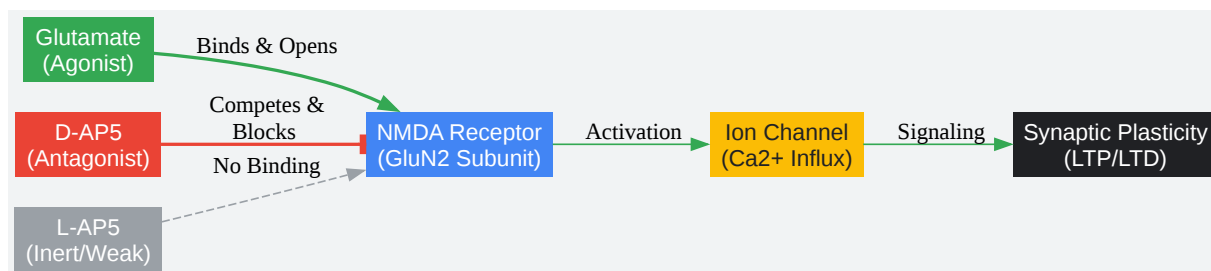 Glutamate
(Agonist)
Binds & Opens
D-AP5
(Antagonist)
Competes &
Blocks
No Binding
L-AP5
(Inert/Weak)
NMDA Receptor
(GluN2 Subunit)
Activation
Ion Channel
(Ca2+ Influx)
Signaling
Synaptic Plasticity
(LTP/LTD)